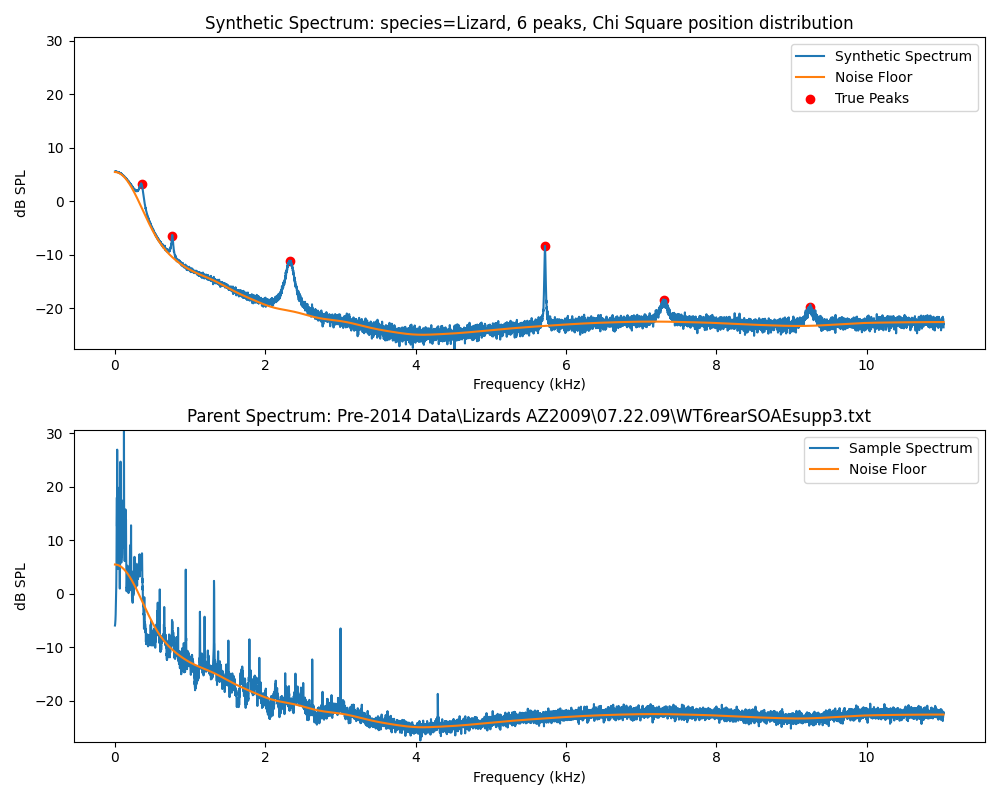 Synthetic Spectrum: species=Lizard, 6 peaks, Chi Square position distribution
30
20
10
0
−10
−20
dB SPL
Synthetic Spectrum
Noise Floor
True Peaks
0 2 4 6 8 10
Frequency (kHz)
Parent Spectrum: Pre-2014 Data\Lizards AZ2009\07.22.09\WT6rearSOAEsupp3.txt
30
20
10
0
−10
−20
dB SPL
Sample Spectrum
Noise Floor
0 2 4 6 8 10
Frequency (kHz)